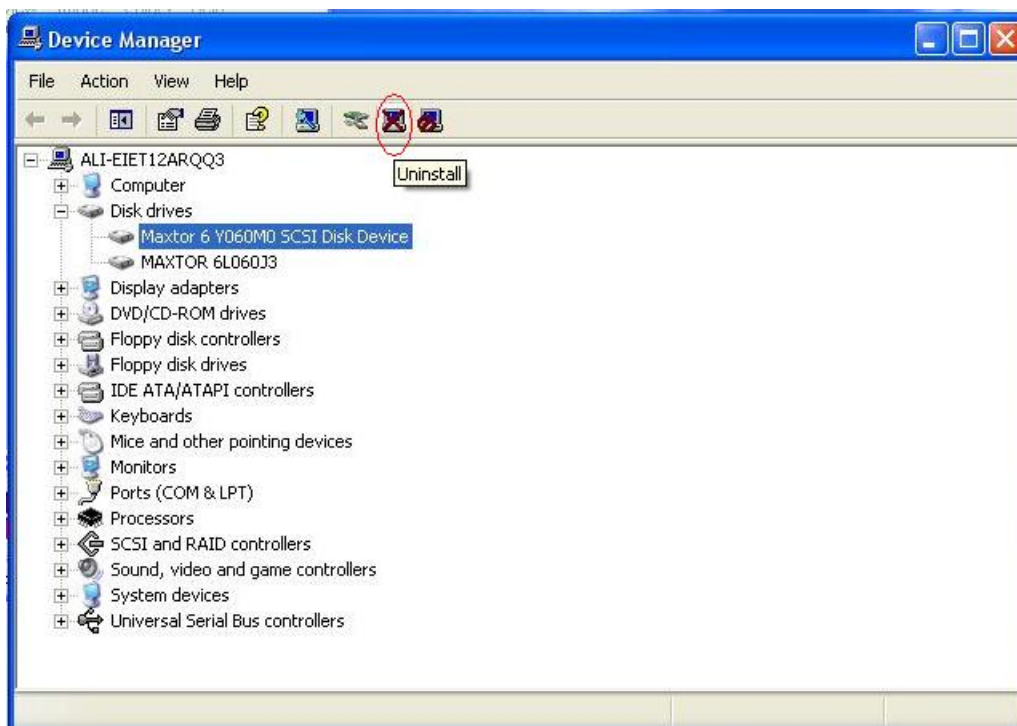 Device Manager
File Action View Help
ALI-EIET12ARQQ3
Uninstall
Computer
Disk drives
Maxtor 6 Y060M0 SCSI Disk Device
MAXTOR 6L060J3
Display adapters
DVD/CD-ROM drives
Floppy disk controllers
Floppy disk drives
IDE ATA/ATAPI controllers
Keyboards
Mice and other pointing devices
Monitors
Ports (COM & LPT)
Processors
SCSI and RAID controllers
Sound, video and game controllers
System devices
Universal Serial Bus controllers